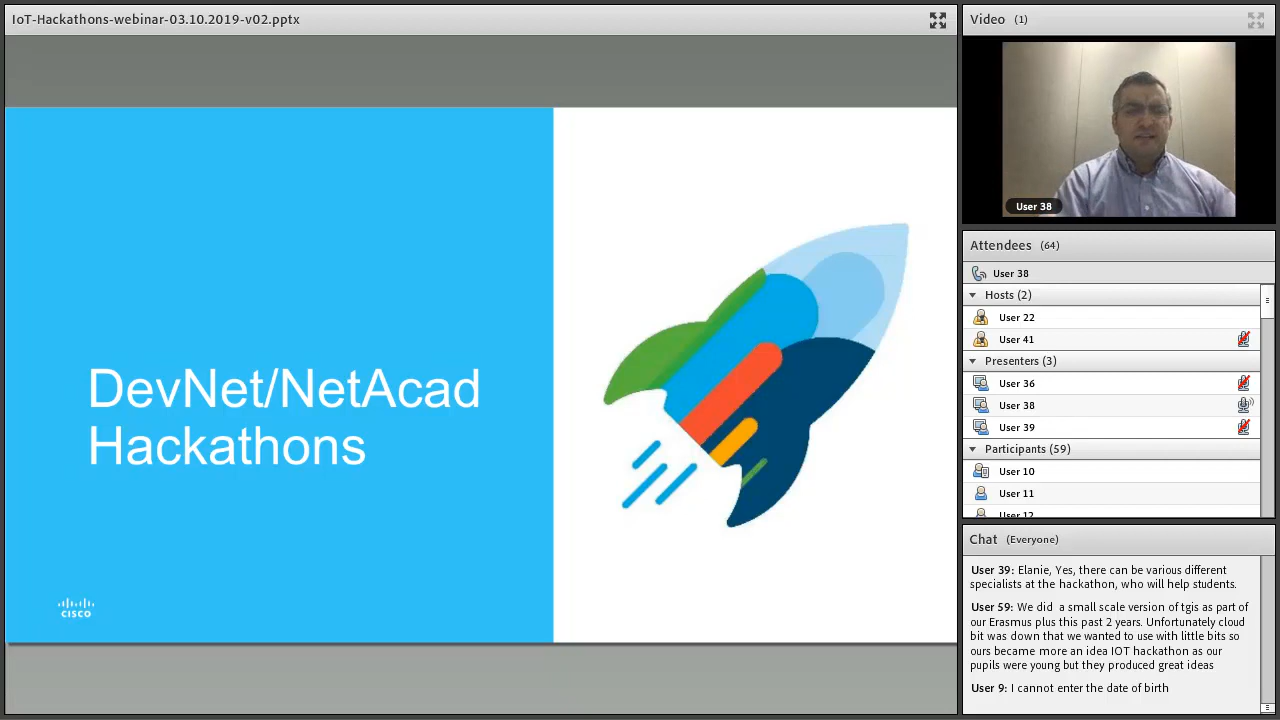 IoT-Hackathons-webinar-03.10.2019-v02.pptx
DevNet/NetAcad
Hackathons
CISCO
Video (1)
User 38
Attendees (64)
User 38
Hosts (2)
User 22
User 41
Presenters (3)
User 36
User 38
User 39
Participants (59)
User 10
User 11
User 12
Chat (Everyone)
User 39: Elanie, Yes, there can be various different
specialists at the hackathon, who will help students.
User 59: We did a small scale version of tgis as part of
our Erasmus plus this past 2 years. Unfortunately cloud
bit was down that we wanted to use with little bits so
ours became more an idea IOT hackathon as our
pupils were young but they produced great ideas
User 9: I cannot enter the date of birth